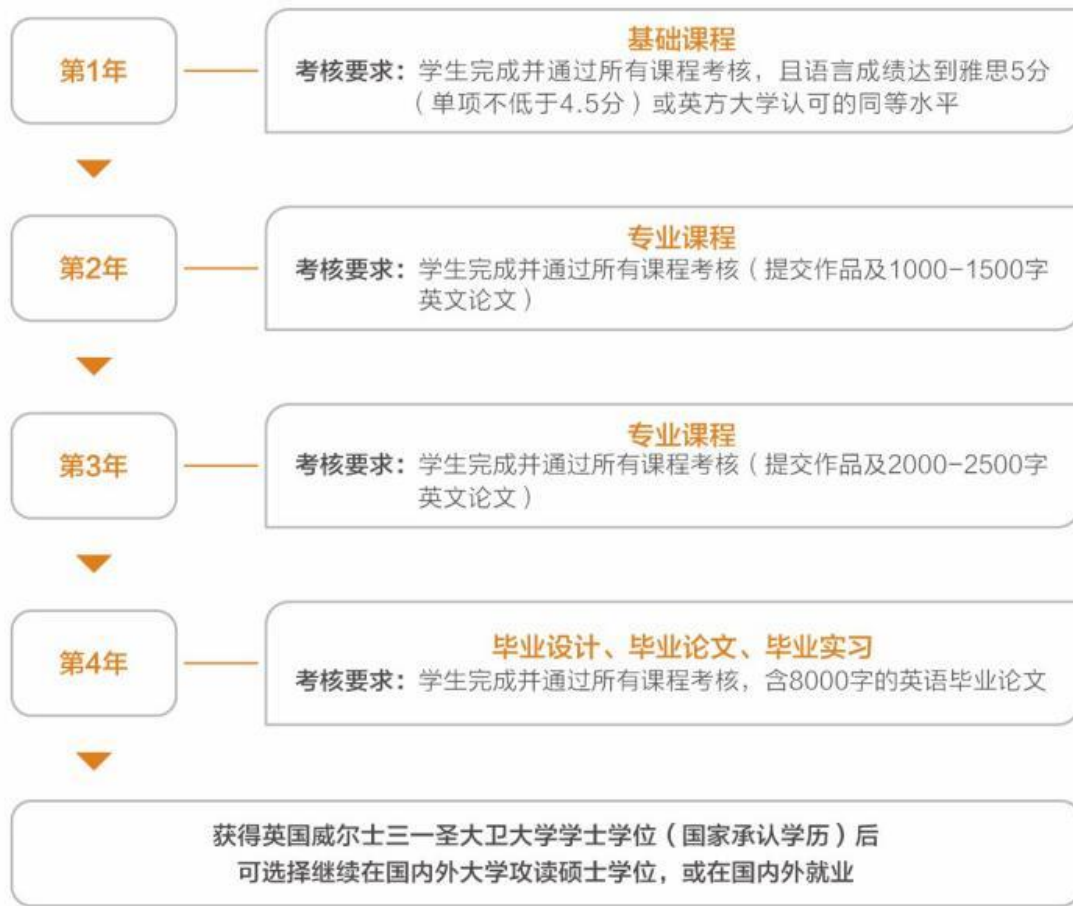 第1年
基础课程
考核要求：学生完成并通过所有课程考核，且语言成绩达到雅思5分
（单项不低于4.5分）或英方大学认可的同等水平
第2年
专业课程
考核要求：学生完成并通过所有课程考核（提交作品及1000-1500字
英文论文）
第3年
专业课程
考核要求：学生完成并通过所有课程考核（提交作品及2000-2500字
英文论文）
第4年
毕业设计、毕业论文、毕业实习
考核要求：学生完成并通过所有课程考核，含8000字的英语毕业论文
获得英国威尔士三一圣大卫大学学士学位（国家承认学历）后
可选择继续在国内外大学攻读硕士学位，或在国内外就业